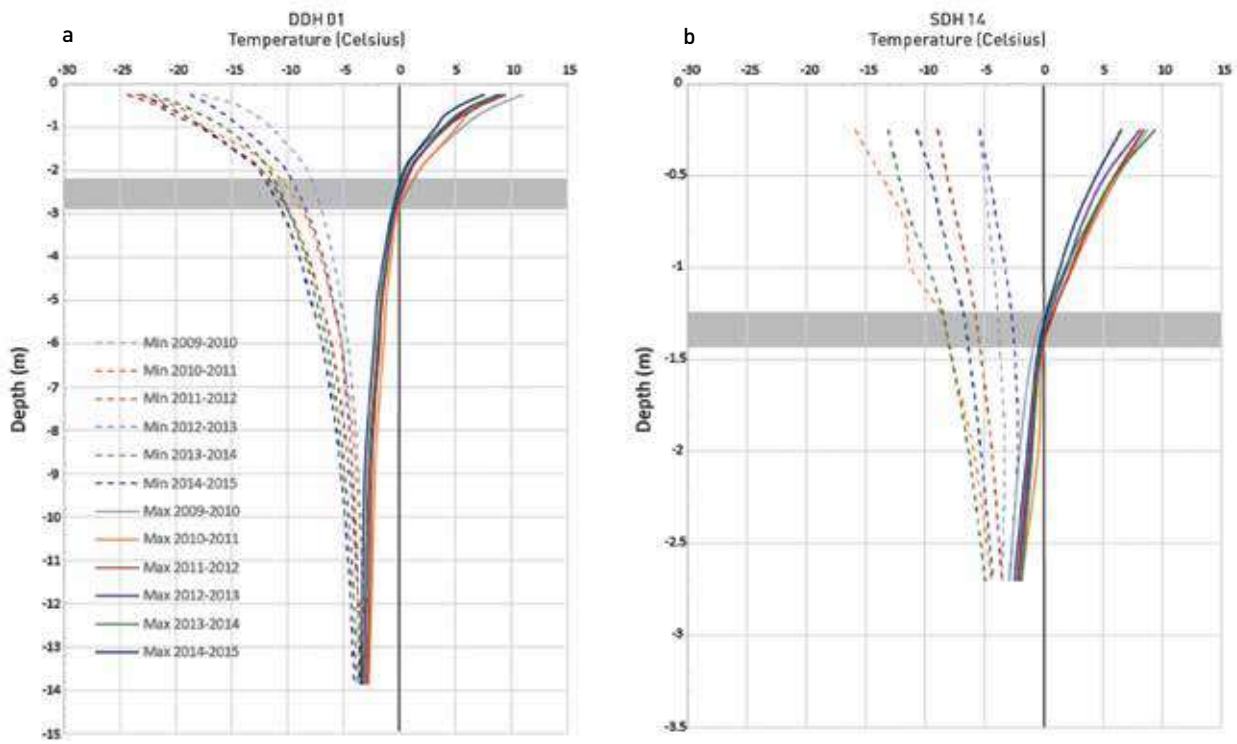 DDH 01
a
Temperature (Celsius)
-30 -25 -20 -15 -10 -5 0 5 10 15
0
-1
-2
-3
-4
-5
-6
-7
-8
-9
-10
-11
-12
-13
-14
-15
Depth (m)
Min 2009-2010
Min 2010-2011
Min 2011-2012
Min 2012-2013
Min 2013-2014
Min 2014-2015
Max 2009-2010
Max 2010-2011
Max 2011-2012
Max 2012-2013
Max 2013-2014
Max 2014-2015
SDH 14
b
Temperature (Celsius)
-30 -25 -20 -15 -10 -5 0 5 10 15
0
-0.5
-1
-1.5
-2
-2.5
-3
-3.5
Depth (m)